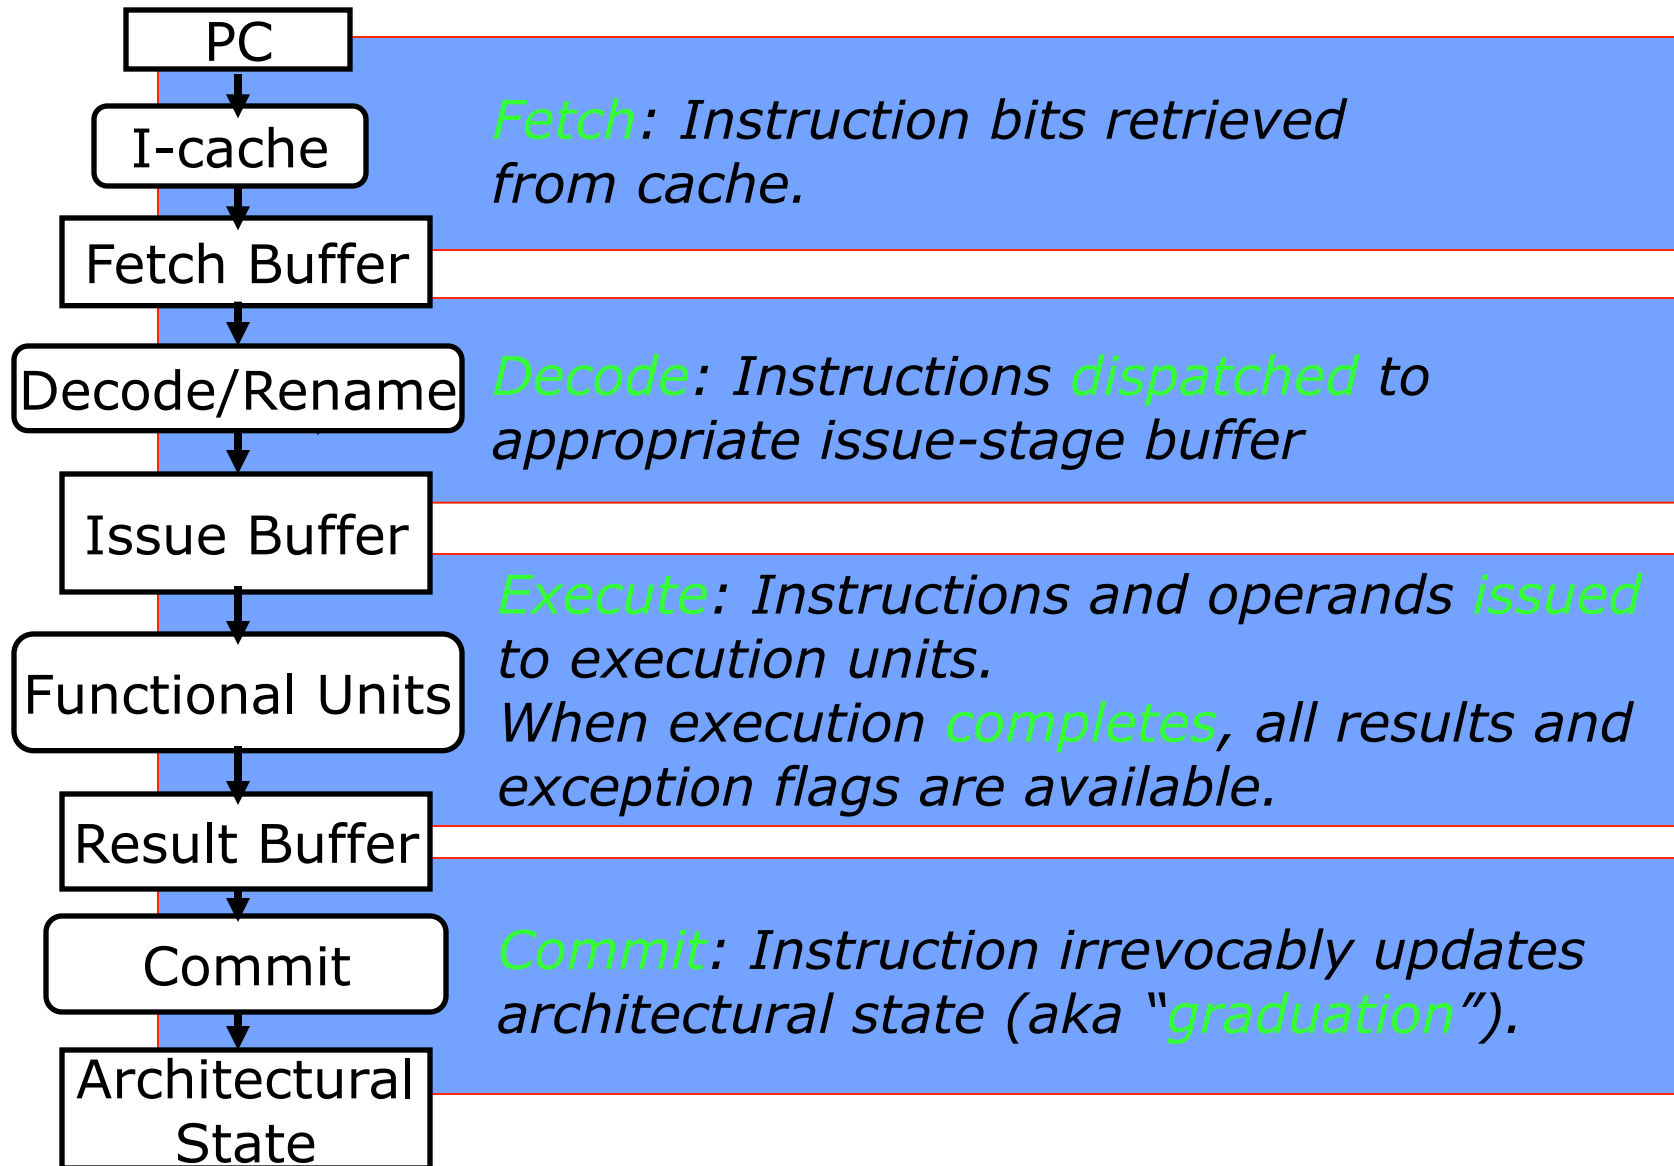 PC
I-cache
Fetch: Instruction bits retrieved
from cache.
Fetch Buffer
Decode/Rename
Decode: Instructions dispatched to
appropriate issue-stage buffer
Issue Buffer
Execute: Instructions and operands issued
to execution units.
When execution completes, all results and
exception flags are available.
Functional Units
Result Buffer
Commit
Commit: Instruction irrevocably updates
architectural state (aka “graduation”).
Architectural
State